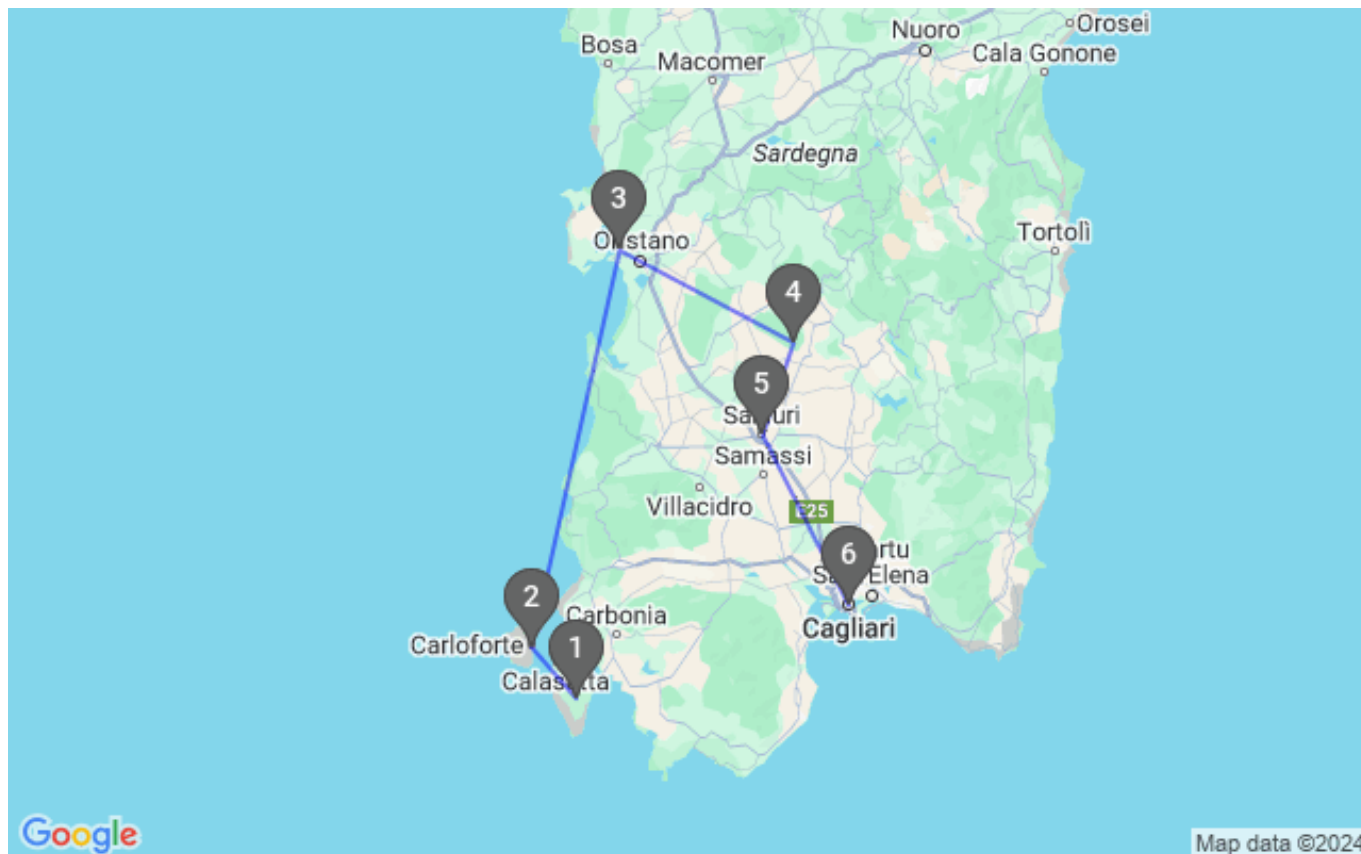 Orosei
Nuoro
Bosa
Cala Gonone
Macomer
Sardegna
3
Tortolì
4
5
Samassi
Villacidro
E25
6
2
Carbonia
Cagliari
Carloforte
1
Google
Map data ©2024